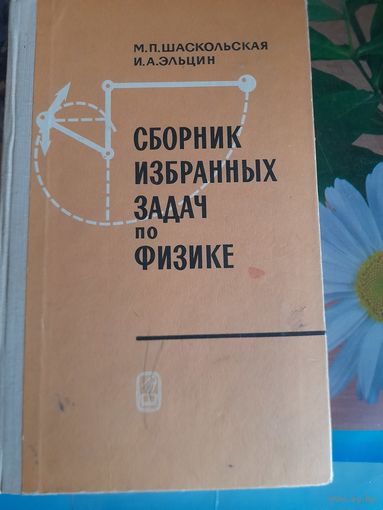 М.П.ШАСКОЛЬСКАЯ
И.А.ЭЛЬЦИН
СБОРНИК
ИЗБРАННЫХ
ЗАДАЧ
ПО
ФИЗИКЕ